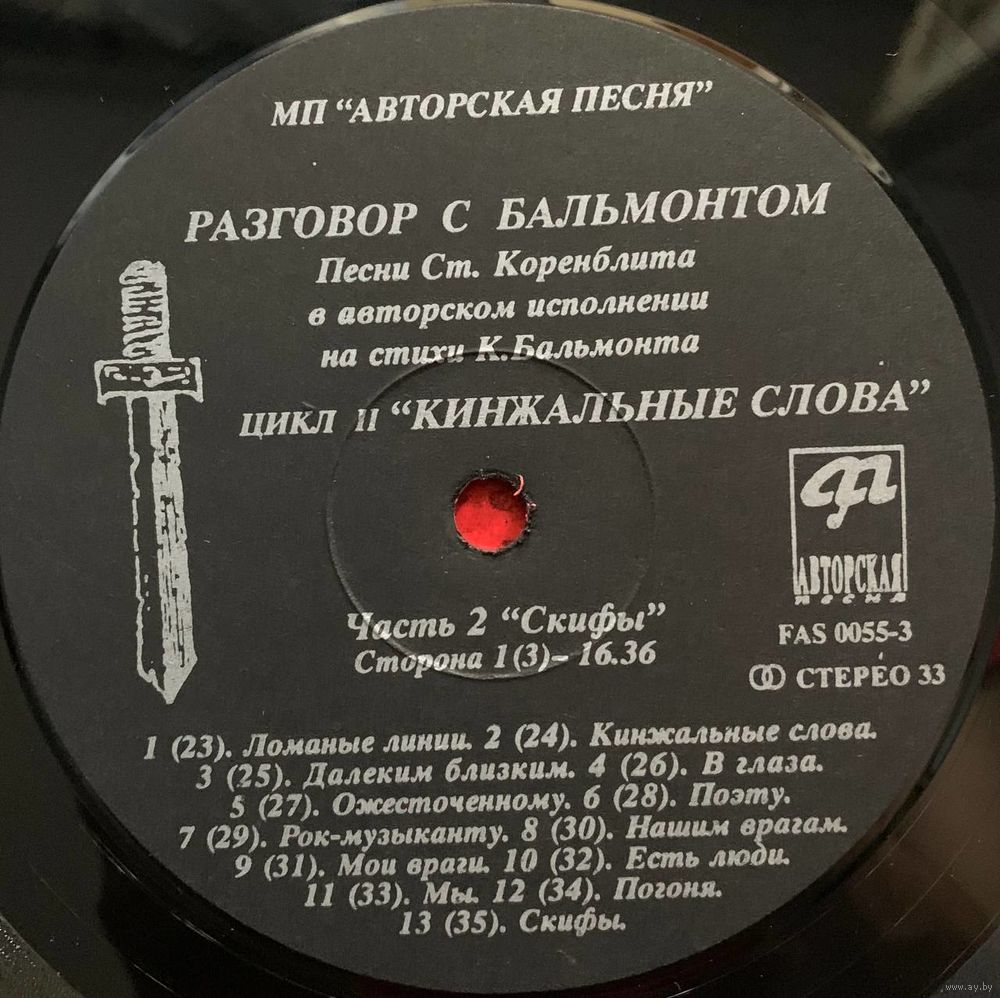 МП "АВТОРСКАЯ ПЕСНЯ"
РАЗГОВОР С БАЛЬМОНТОМ
Песни Ст. Коренблита
в авторском исполнении
на стихи К.Бальмонта
ЦИКЛ II "КИНЖАЛЬНЫЕ СЛОВА"
ап
АВТОРСКАЯ
ПЕСНЯ
FAS 0055-3
СТЕРЕО 33
Часть 2 "Скифы"
Сторона 1(3)– 16.36
1 (23). Ломаные линии. 2 (24). Кинжальные слова.
3 (25). Далеким близким. 4 (26). В глаза.
5 (27). Ожесточенному. 6 (28). Поэту.
7 (29). Рок-музыканту. 8 (30). Нашим врагам.
9 (31). Мои враги. 10 (32). Есть люди.
11 (33). Мы. 12 (34). Погоня.
13 (35). Скифы.
www.ay.by